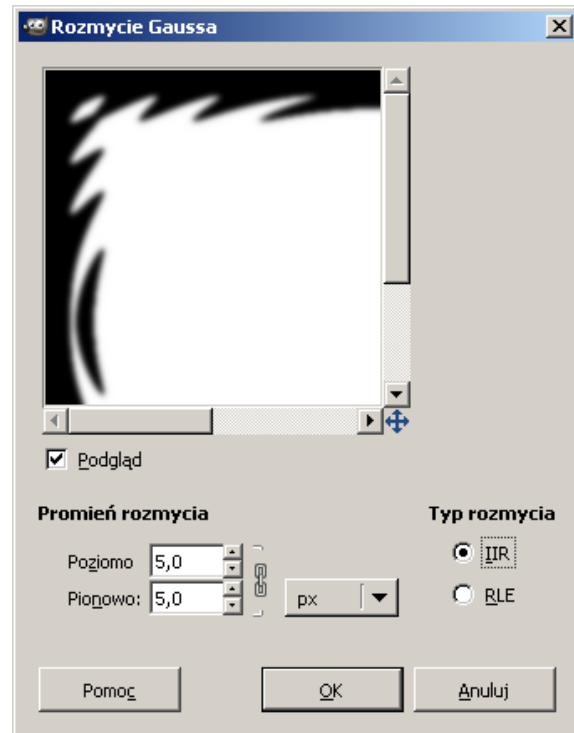 Rozmycie Gaussa
Podgląd
Promień rozmycia
Typ rozmycia
Poziomo 5,0
IIR
Pionowo: 5,0
px
RLE
Pomoc
OK
Anuluj